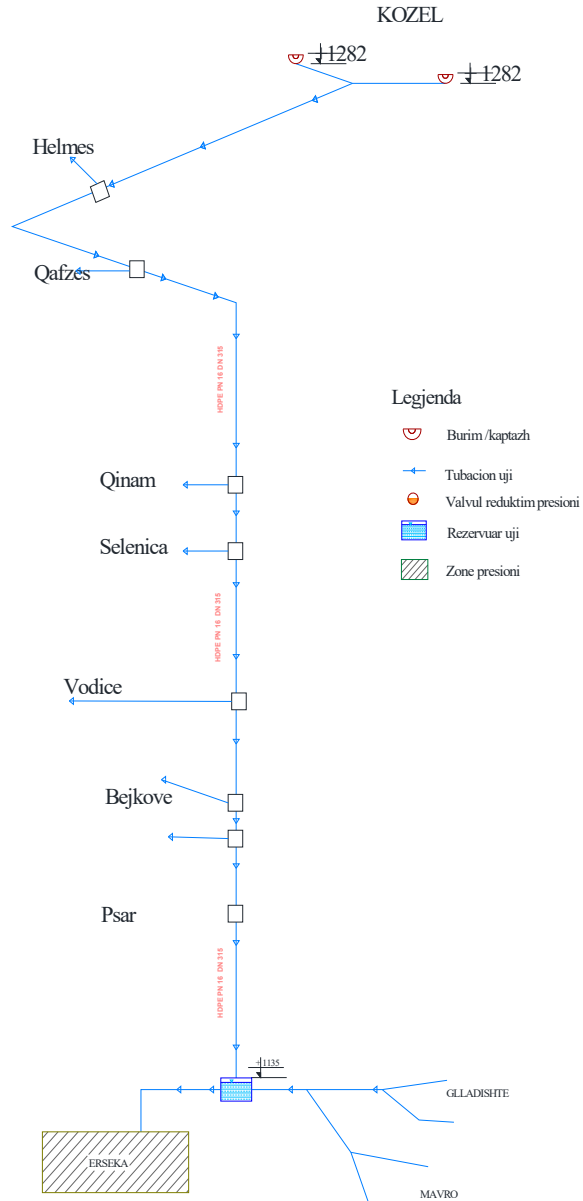 KOZEL
+1282
+1282
Helmes
Qafzes
HDPE PN 16 DN 315
Legjenda
Burim /kaptazh
Tubacion uji
Valvul reduktim presioni
Rezervuar uji
Zone presioni
Qinam
Selenica
HDPE PN 16 DN 315
Vodice
Bejkove
Psar
HDPE PN 16 DN 315
+1135
GLLADISHTE
ERSEKA
MAVRO